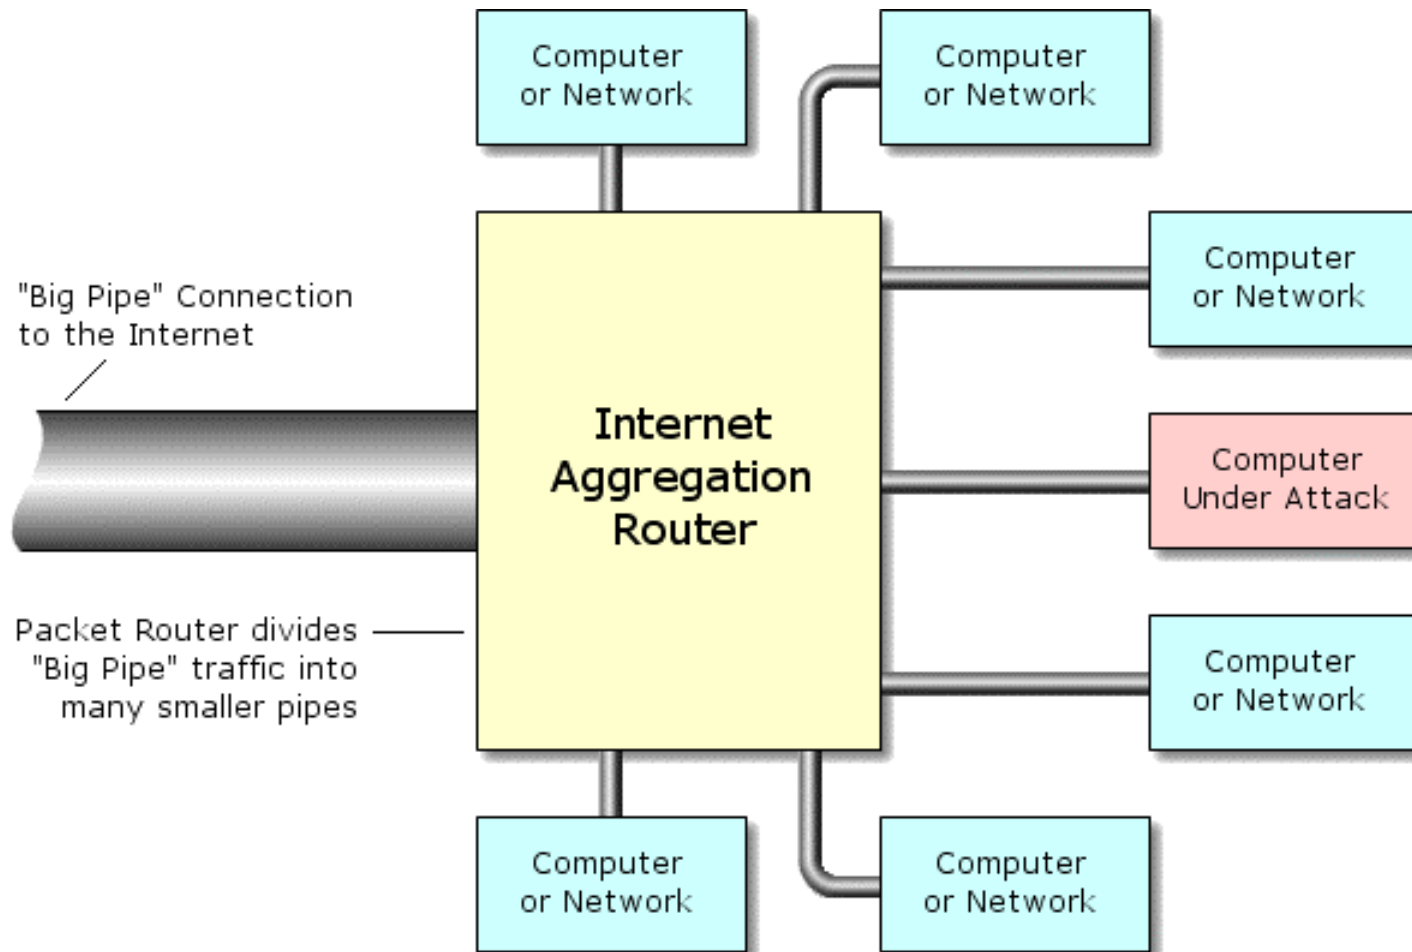 Computer
or Network
Computer
or Network
"Big Pipe" Connection
to the Internet
Computer
or Network
Internet
Aggregation
Router
Computer
Under Attack
Packet Router divides
"Big Pipe" traffic into
many smaller pipes
Computer
or Network
Computer
or Network
Computer
or Network